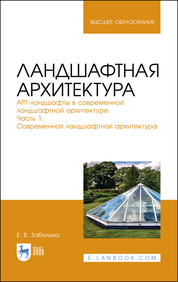 ВЫСШЕЕ ОБРАЗОВАНИЕ
ЛАНДШАФТНАЯ
АРХИТЕКТУРА
АРТ-ландшафты в современной
ландшафтной архитектуре.
Часть 1.
Современная ландшафтная архитектура
Е. В. Забелина
ЛАНЬ
E.LANBOOK.COM